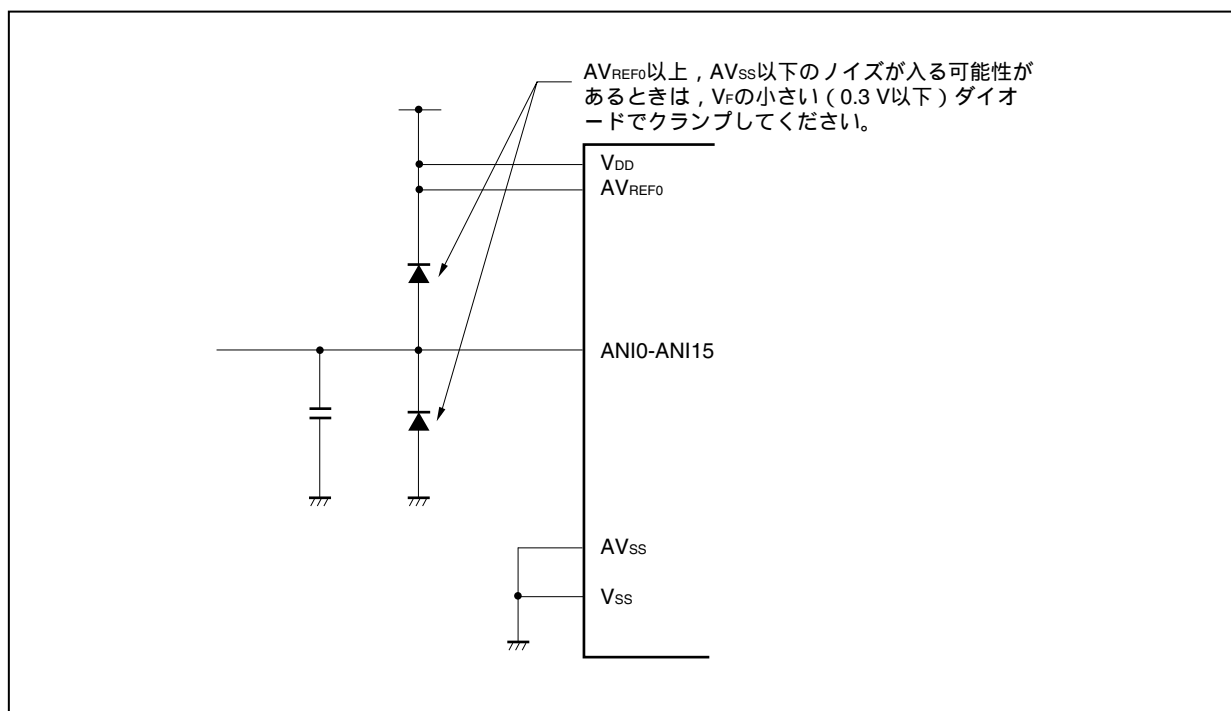 AVREF0以上，AVSS以下のノイズが入る可能性が
あるときは，VFの小さい（0.3 V以下）ダイオ
ードでクランプしてください。
VDD
AVREF0
ANI0-ANI15
AVSS
VSS